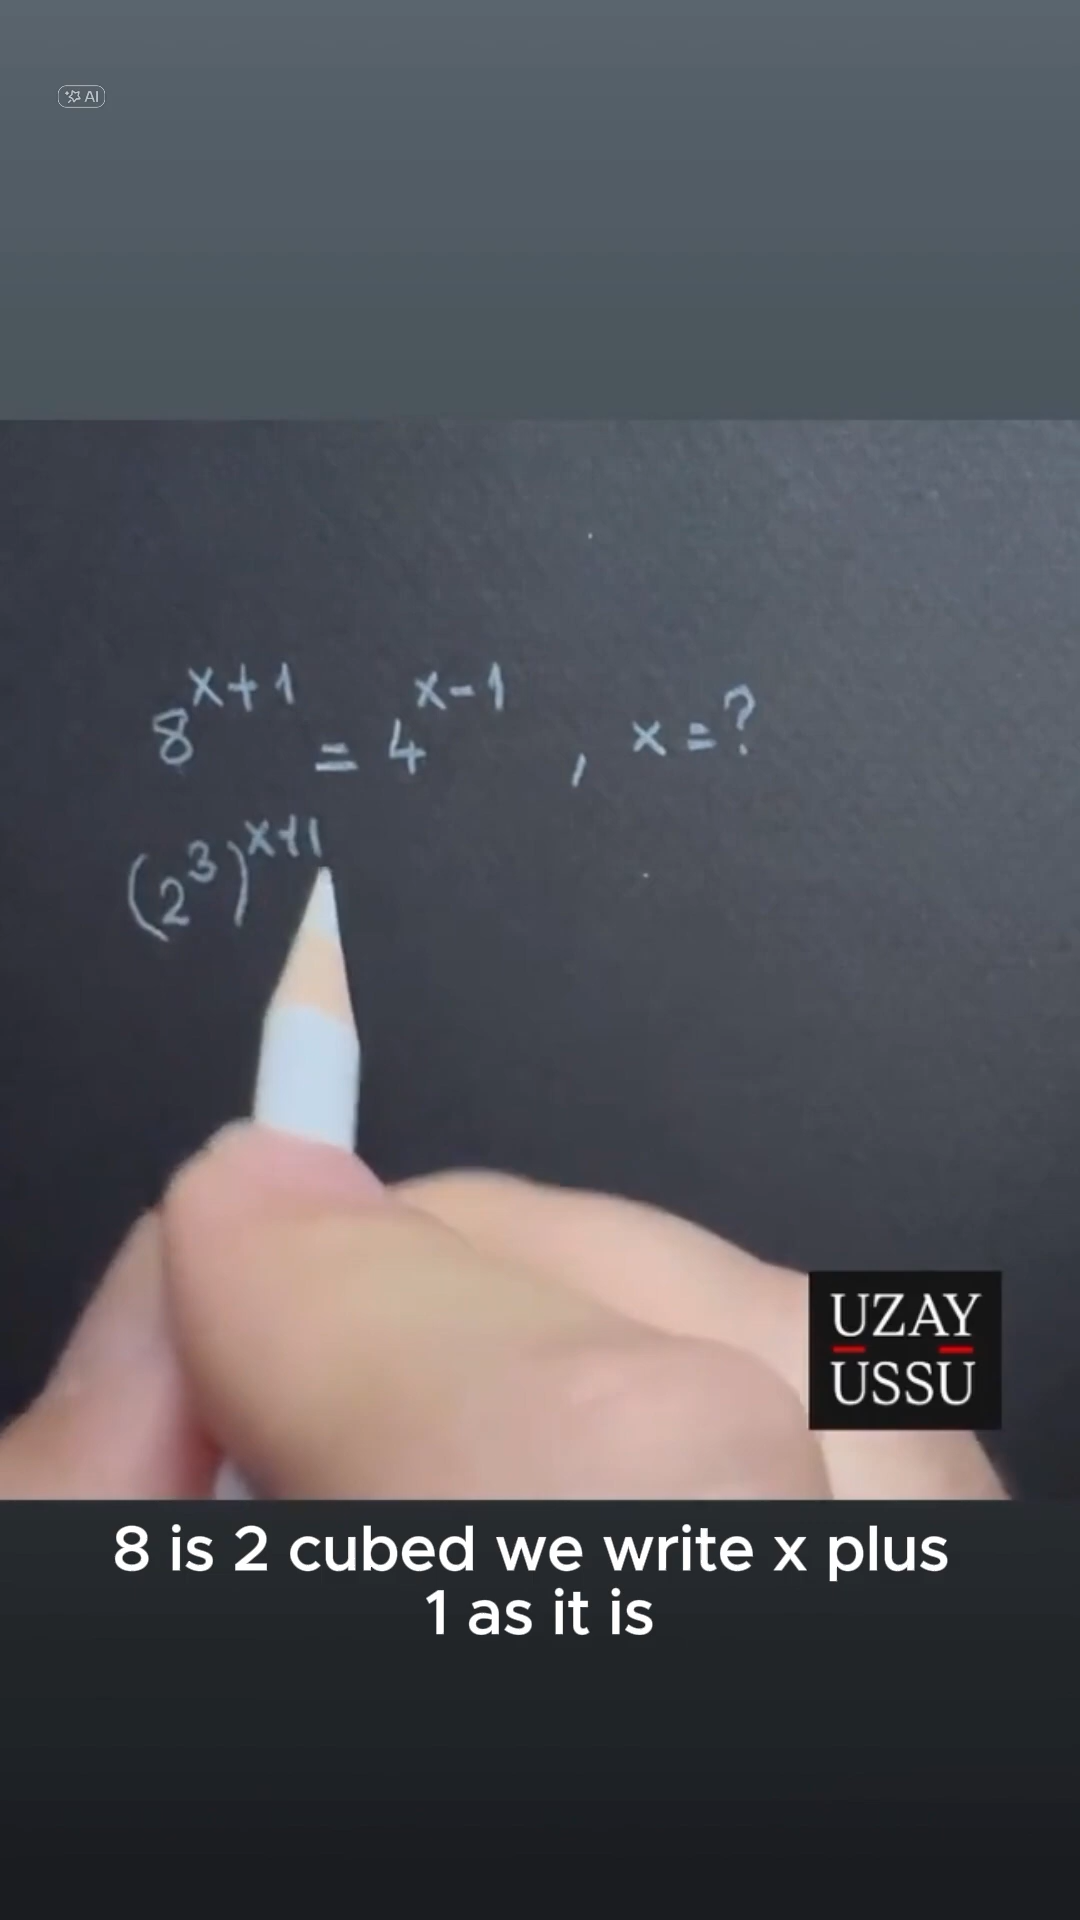 AI
8^{x+1} = 4^{x-1} , x = ?
(2^3)^{x+1}
UZAY
USSU
8 is 2 cubed we write x plus
1 as it is